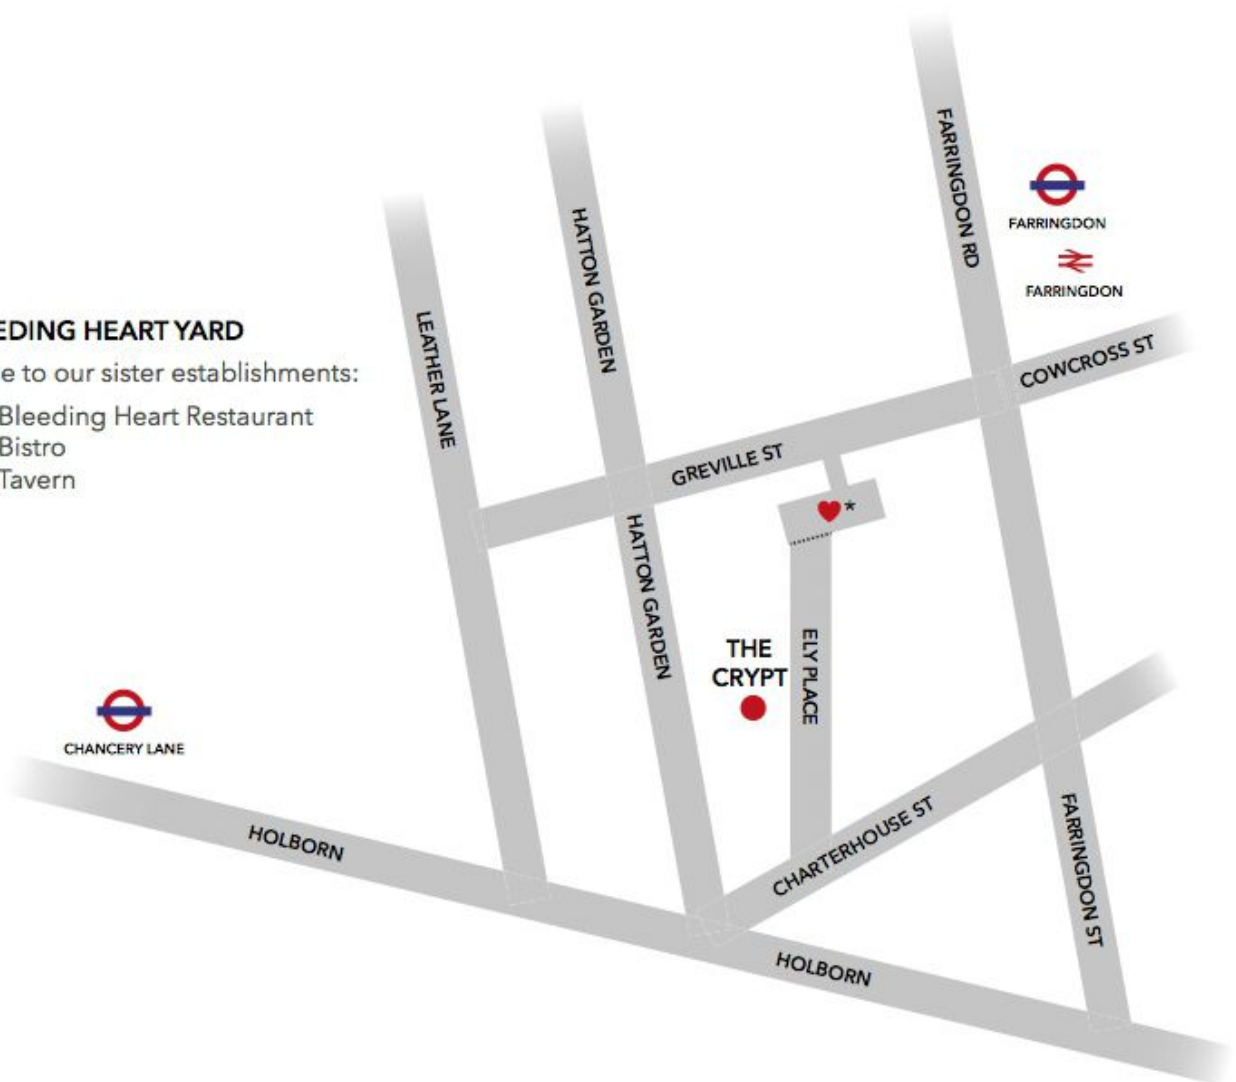 FARRINGDON RD
FARRINGDON
FARRINGDON
HATTON GARDEN
LEATHER LANE
EDING HEART YARD
e to our sister establishments:
Bleeding Heart Restaurant
Bistro
Tavern
COWCROSS ST
GREVILLE ST
*
HATTON GARDEN
THE
CRYPT
ELY PLACE
CHANCERY LANE
HOLBORN
CHARTERHOUSE ST
FARRINGDON ST
HOLBORN